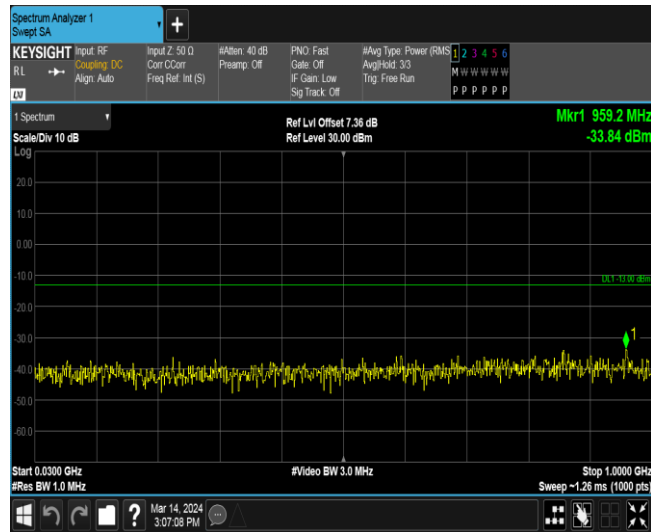 Spectrum Analyzer 1
Swept SA
+
KEYSIGHT
RL
LXI
Input: RF
Coupling: DC
Align: Auto
Input Z: 50 Ω
Corr CCorr
Freq Ref: Int (S)
#Atten: 40 dB
Preamp: Off
PNO: Fast
Gate: Off
IF Gain: Low
Sig Track: Off
#Avg Type: Power (RMS
Avg|Hold: 3/3
Trig: Free Run
1 2 3 4 5 6
M W W W W W
P P P P P P
1 Spectrum
Scale/Div 10 dB
Log
Ref Lvl Offset 7.36 dB
Ref Level 30.00 dBm
Mkr1 959.2 MHz
-33.84 dBm
20.0
10.0
0.00
-10.0
DL1 -13.00 dBm
-20.0
-30.0
1
-40.0
-50.0
-60.0
Start 0.0300 GHz
#Res BW 1.0 MHz
#Video BW 3.0 MHz
Stop 1.0000 GHz
Sweep ~1.26 ms (1000 pts)
?
Mar 14, 2024
3:07:08 PM